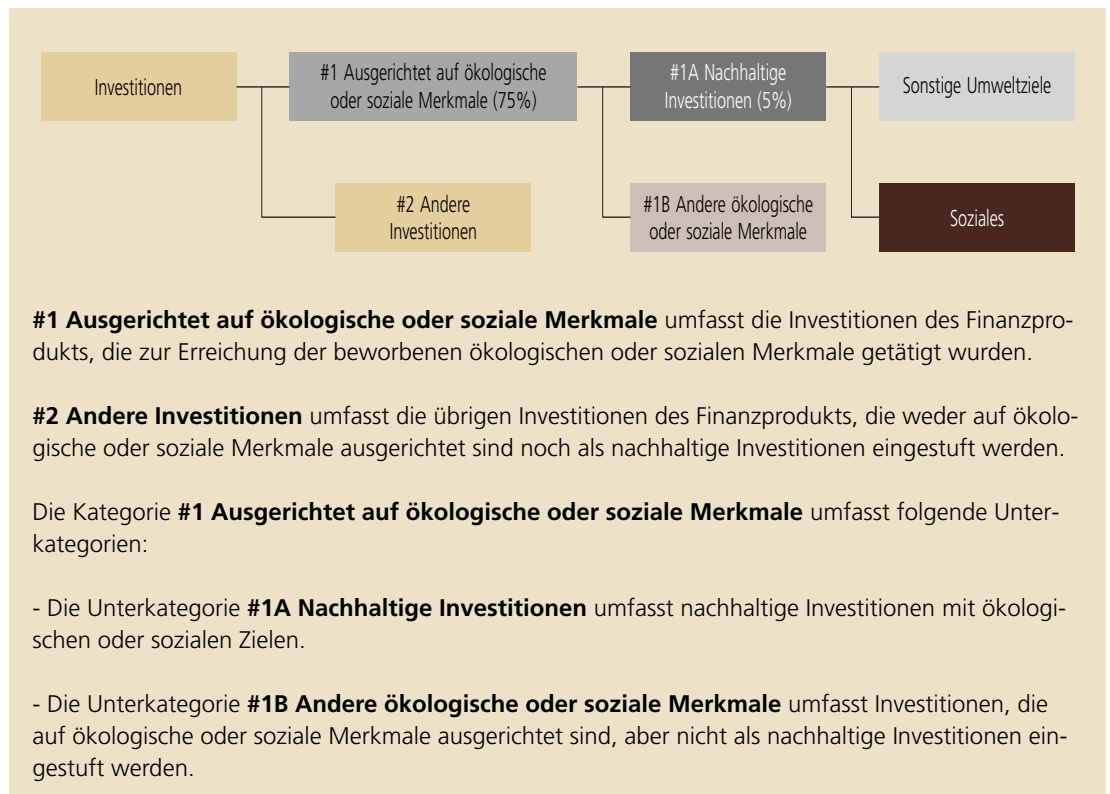 Investitionen
#1 Ausgerichtet auf ökologische
oder soziale Merkmale (75%)
#1A Nachhaltige
Investitionen (5%)
Sonstige Umweltziele
#2 Andere
Investitionen
#1B Andere ökologische
oder soziale Merkmale
Soziales
#1 Ausgerichtet auf ökologische oder soziale Merkmale umfasst die Investitionen des Finanzpro-
dukts, die zur Erreichung der beworbenen ökologischen oder sozialen Merkmale getätigt wurden.
#2 Andere Investitionen umfasst die übrigen Investitionen des Finanzprodukts, die weder auf ökolo-
gische oder soziale Merkmale ausgerichtet sind noch als nachhaltige Investitionen eingestuft werden.
Die Kategorie #1 Ausgerichtet auf ökologische oder soziale Merkmale umfasst folgende Unter-
kategorien:
- Die Unterkategorie #1A Nachhaltige Investitionen umfasst nachhaltige Investitionen mit ökologi-
schen oder sozialen Zielen.
- Die Unterkategorie #1B Andere ökologische oder soziale Merkmale umfasst Investitionen, die
auf ökologische oder soziale Merkmale ausgerichtet sind, aber nicht als nachhaltige Investitionen ein-
gestuft werden.